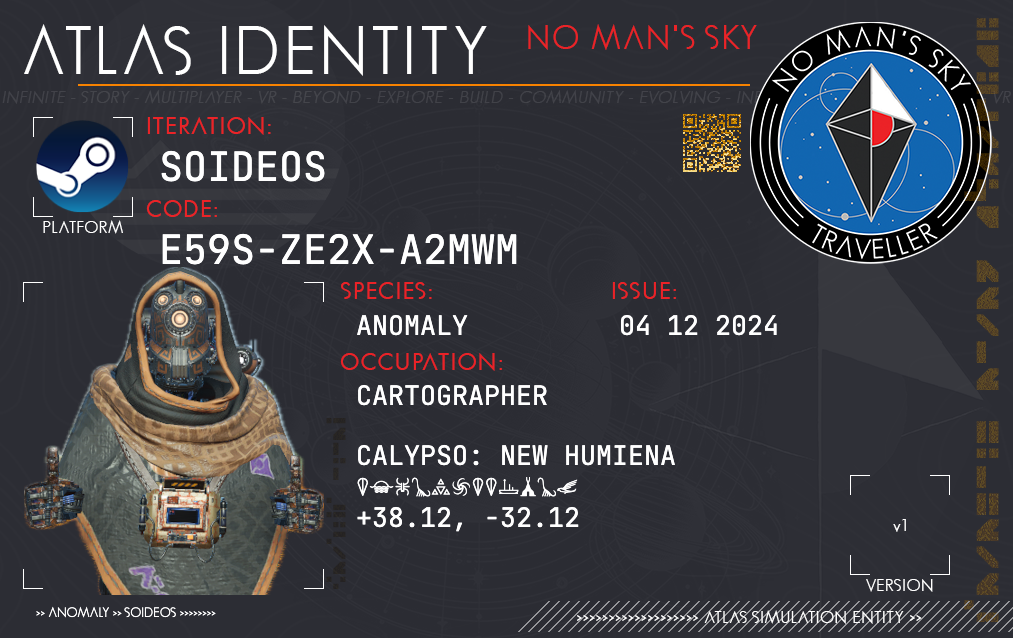 ATLAS IDENTITY
NO MAN'S SKY
INFINITE - STORY - MULTIPLAYER - VR - BEYOND - EXPLORE - BUILD - COMMUNITY - EVOLVING - IN
VR
NO MAN'S SKY
TRAVELLER
ITERATION:
SOIDEOS
PLATFORM
CODE:
E59S-ZE2X-A2MWM
SPECIES:
ANOMALY
ISSUE:
04 12 2024
OCCUPATION:
CARTOGRAPHER
CALYPSO: NEW HUMIENA
+38.12, -32.12
v1
VERSION
>> ANOMALY >> SOIDEOS >>>>>>>>
>>>>>>>>>>>>>>>>>>>> ATLAS SIMULATION ENTITY >>